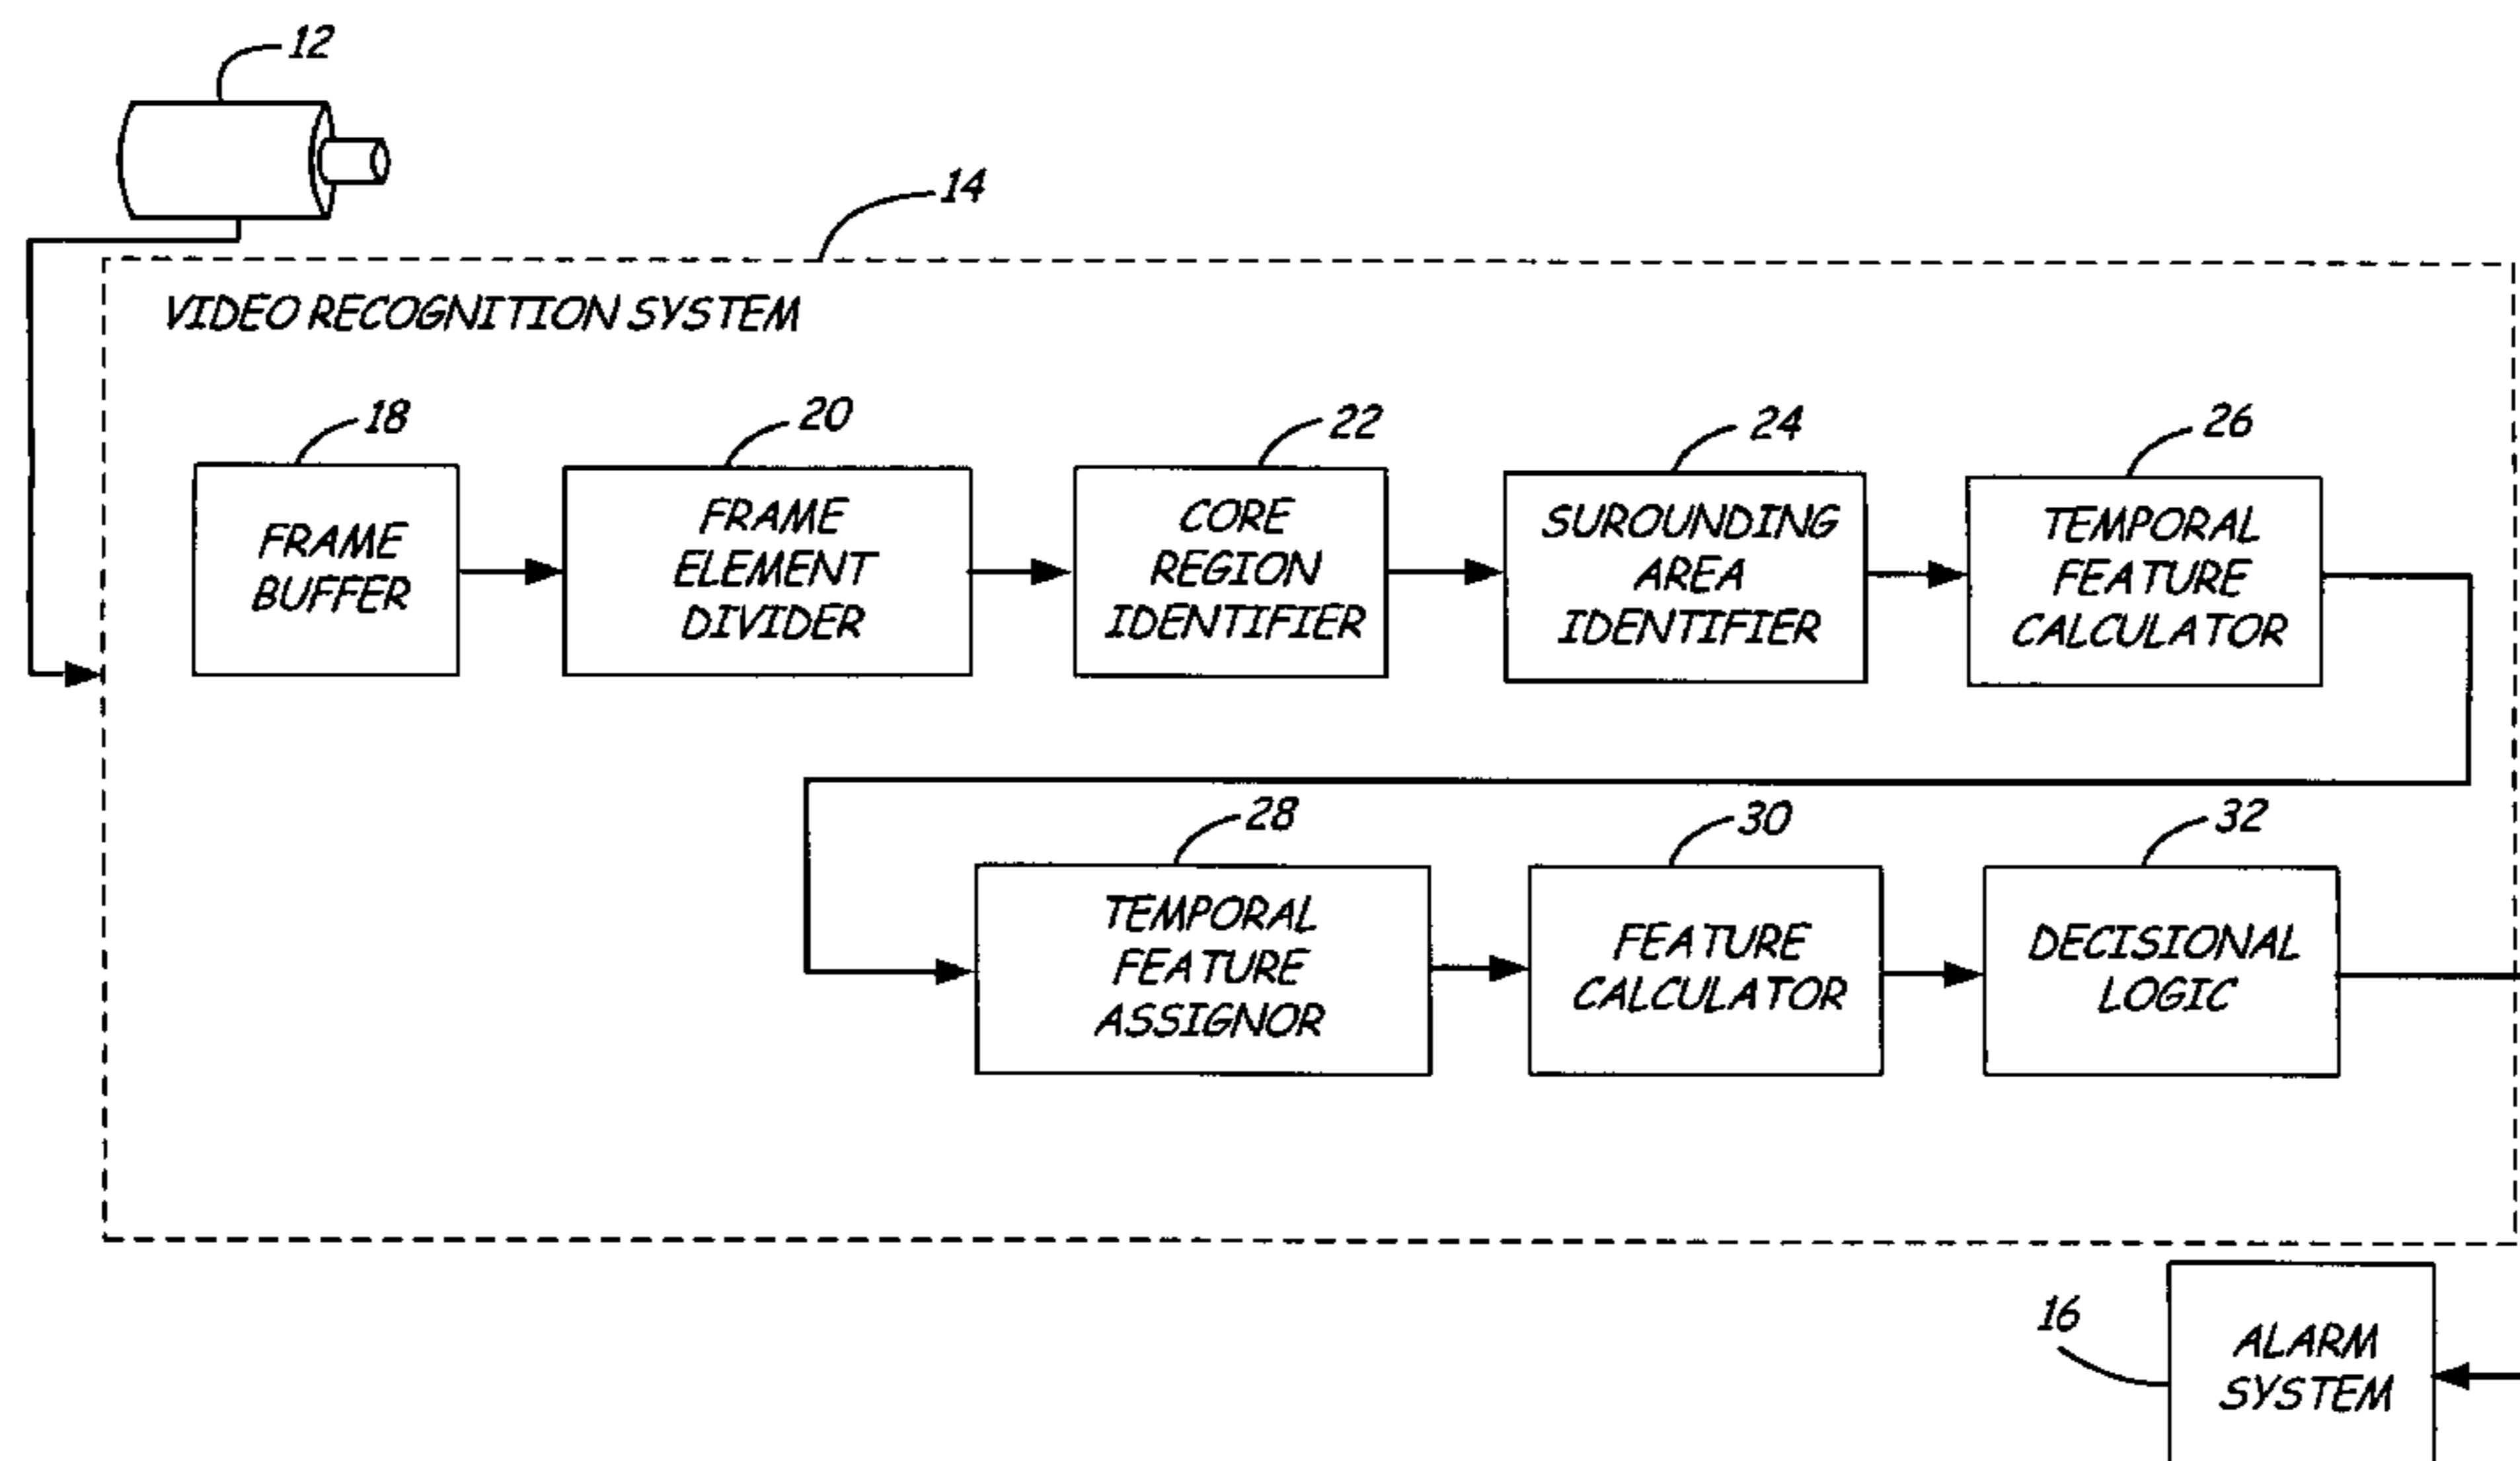 12
14
VIDEO RECOGNITION SYSTEM
18
20
22
24
26
FRAME
BUFFER
FRAME
ELEMENT
DIVIDER
CORE
REGION
IDENTIFIER
SUROUNDING
AREA
IDENTIFIER
TEMPORAL
FEATURE
CALCULATOR
28
30
32
TEMPORAL
FEATURE
ASSIGNOR
FEATURE
CALCULATOR
DECISIONAL
LOGIC
16
ALARM
SYSTEM